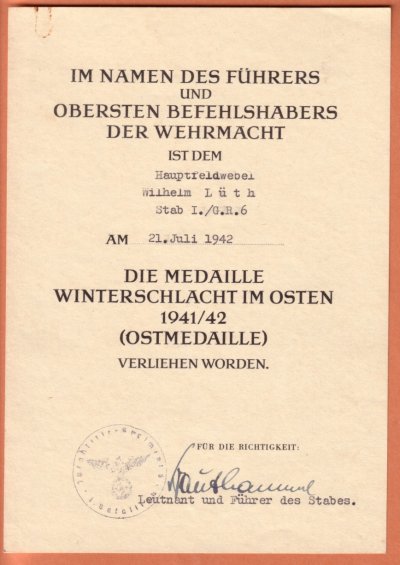 IM NAMEN DES FÜHRERS
UND
OBERSTEN BEFEHLSHABERS
DER WEHRMACHT
IST DEM
Hauptfeldwebel
Wilhelm Lüth
Stab I./G.R.6
AM 21.Juli 1942
DIE MEDAILLE
WINTERSCHLACHT IM OSTEN
1941/42
(OSTMEDAILLE)
VERLIEHEN WORDEN.
FÜR DIE RICHTIGKEIT:
Leutnant und Führer des Stabes.